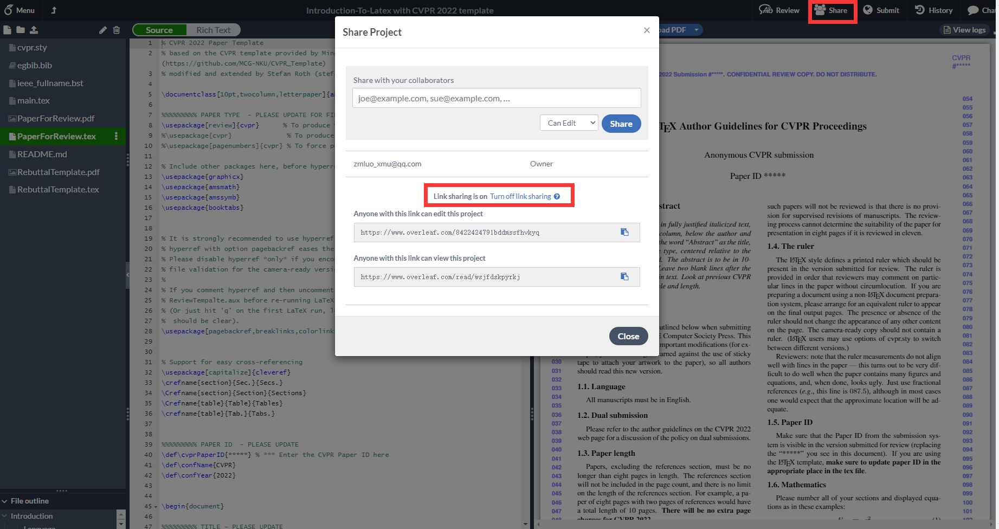 Menu
Introduction-To-Latex with CVPR 2022 template
Review
Share
Submit
History
Chat
Source
Rich Text
oad PDF
View logs
cvpr.sty
egbib.bib
ieee_fullname.bst
main.tex
PaperForReview.pdf
PaperForReview.tex
README.md
RebuttalTemplate.pdf
RebuttalTemplate.tex
File outline
Introduction
Language
1 % CVPR 2022 Paper Template
2 % based on the CVPR template provided by Min
(https://github.com/MCG-NKU/CVPR_Template)
3 % modified and extended by Stefan Roth (stef
4
5 \documentclass[10pt,twocolumn,letterpaper]{a
6
7 %%%%%%%%% PAPER TYPE  - PLEASE UPDATE FOR FI
8 \usepackage[review]{cvpr}      % To produce
9 %\usepackage{cvpr}              % To produce
10 %\usepackage[pagenumbers]{cvpr} % To force p
11
12 % Include other packages here, before hyperr
13 \usepackage{graphicx}
14 \usepackage{amsmath}
15 \usepackage{amssymb}
16 \usepackage{booktabs}
17
18
19 % It is strongly recommended to use hyperref
20 % hyperref with option pagebackref eases the
21 % Please disable hyperref *only* if you enco
22 % file validation for the camera-ready versi
23 %
24 % If you comment hyperref and then uncomment
25 % ReviewTempalte.aux before re-running LaTeX
26 % (Or just hit 'q' on the first LaTeX run, l
27 %  should be clear).
28 \usepackage[pagebackref,breaklinks,colorlinks
29
30
31 % Support for easy cross-referencing
32 \usepackage[capitalize]{cleveref}
33 \crefname{section}{Sec.}{Secs.}
34 \Crefname{section}{Section}{Sections}
35 \Crefname{table}{Table}{Tables}
36 \crefname{table}{Tab.}{Tabs.}
37
38
39 %%%%%%%%% PAPER ID  - PLEASE UPDATE
40 \def\cvprPaperID{*****} % *** Enter the CVPR Paper ID here
41 \def\confName{CVPR}
42 \def\confYear{2022}
43
44
45 \begin{document}
46
47 %%%%%%%%% TITLE - PLEASE UPDATE
Share Project
×
Share with your collaborators
joe@example.com, sue@example.com, ...
Can Edit
Share
zmluo_xmu@qq.com
Owner
Link sharing is on Turn off link sharing
Anyone with this link can edit this project
https://www.overleaf.com/8422424791bddmssfhvkyq
Anyone with this link can view this project
https://www.overleaf.com/read/wsjfdskpyrkj
Close
CVPR
#*****
2022 Submission #*****. CONFIDENTIAL REVIEW COPY. DO NOT DISTRIBUTE.
TEX Author Guidelines for CVPR Proceedings
Anonymous CVPR submission
Paper ID *****
stract
in fully justified italicized text,
column, below the author and
the word “Abstract” as the title,
type, centered relative to the
The abstract is to be in 10-
Leave two blank lines after the
in text. Look at previous CVPR
le and length.
utlined below when submitting
E Computer Society Press. This
mportant modifications (for ex-
arned against the use of sticky
030 tape to attach your artwork to the paper), so all authors
031 should read this new version.
032
033 1.1. Language
034 All manuscripts must be in English.
035
036 1.2. Dual submission
037
038 Please refer to the author guidelines on the CVPR 2022
039 web page for a discussion of the policy on dual submissions.
040
041 1.3. Paper length
042 Papers, excluding the references section, must be no
043 longer than eight pages in length. The references section
044 will not be included in the page count, and there is no limit
045 on the length of the references section. For example, a pa-
046 per of eight pages with two pages of references would have
047 a total length of 10 pages. There will be no extra page
048 charges for CVPR 2022.
054
055
056
057
058
059
060
061
062
063
064
065
066 such papers will not be reviewed is that there is no provi-
067 sion for supervised revisions of manuscripts. The review-
068 ing process cannot determine the suitability of the paper for
069 presentation in eight pages if it is reviewed in eleven.
070
071 1.4. The ruler
072 The LATEX style defines a printed ruler which should be
073 present in the version submitted for review. The ruler is
074 provided in order that reviewers may comment on partic-
075 ular lines in the paper without circumlocution. If you are
076 preparing a document using a non-LATEX document prepara-
077 tion system, please arrange for an equivalent ruler to appear
078 on the final output pages. The presence or absence of the
079 ruler should not change the appearance of any other content
080 on the page. The camera-ready copy should not contain a
081 ruler. (LATEX users may use options of cvpr.sty to switch
082 between different versions.)
083 Reviewers: note that the ruler measurements do not align
084 well with lines in the paper — this turns out to be very dif-
085 ficult to do well when the paper contains many figures and
086 equations, and, when done, looks ugly. Just use fractional
087 references (e.g., this line is 087.5), although in most cases
088 one would expect that the approximate location will be ad-
089 equate.
090
091 1.5. Paper ID
092 Make sure that the Paper ID from the submission sys-
093 tem is visible in the version submitted for review (replacing
094 the “*****” you see in this document). If you are using
095 the LATEX template, make sure to update paper ID in the
096 appropriate place in the tex file.
097
098 1.6. Mathematics
099 Please number all of your sections and displayed equa-
100 tions as in these examples:
101